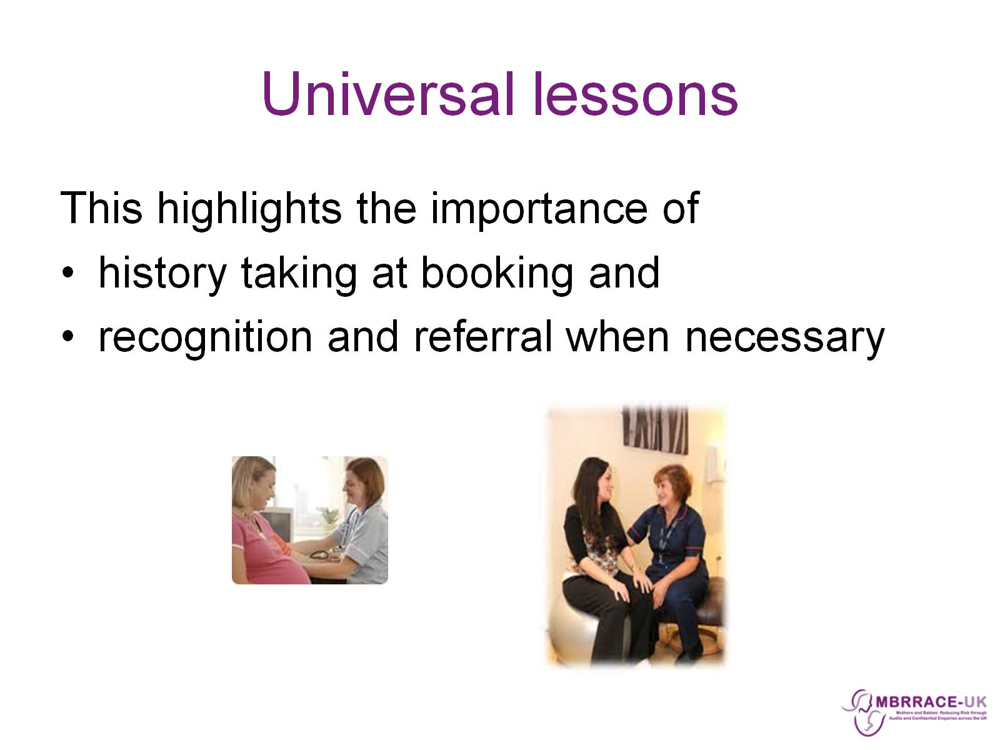 Universal lessons
This highlights the importance of
• history taking at booking and
• recognition and referral when necessary
MBRRACE-UK
Mothers and Babies: Reducing Risk through
Audits and Confidential Enquiries across the UK